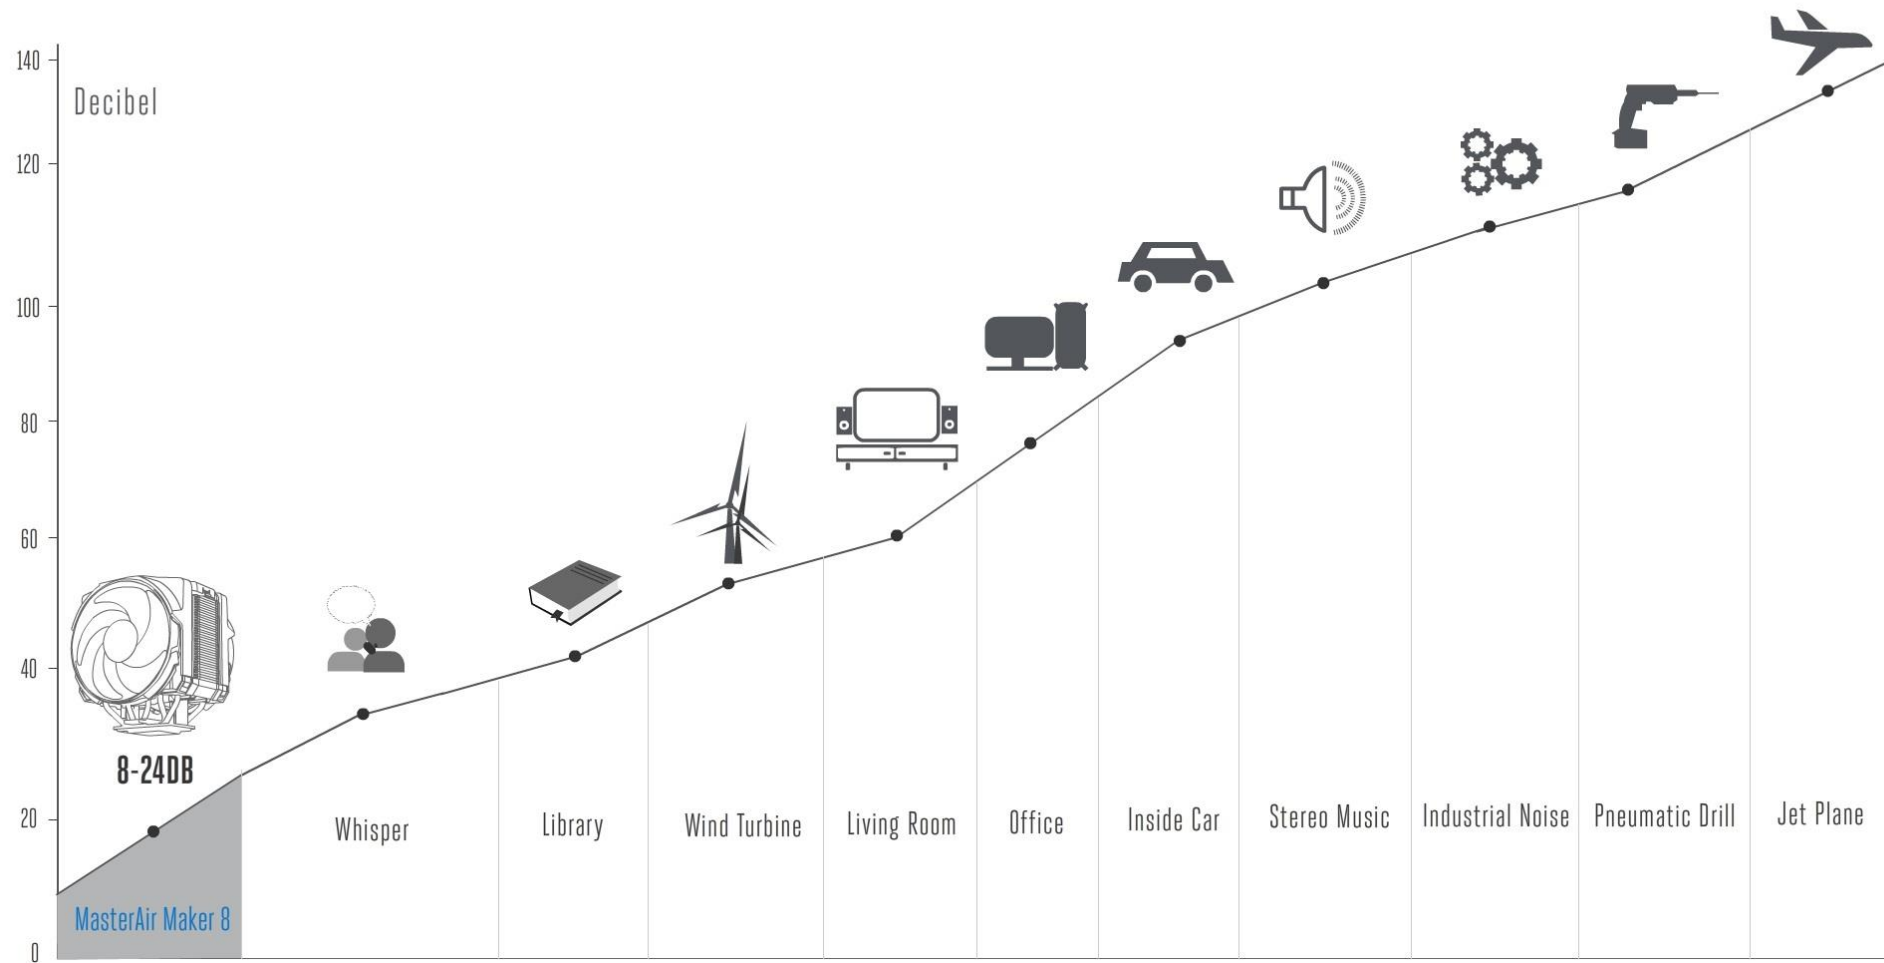 140
Decibel
120
100
80
60
40
8-24DB
20
Whisper
Library
Wind Turbine
Living Room
Office
Inside Car
Stereo Music
Industrial Noise
Pneumatic Drill
Jet Plane
MasterAir Maker 8
0